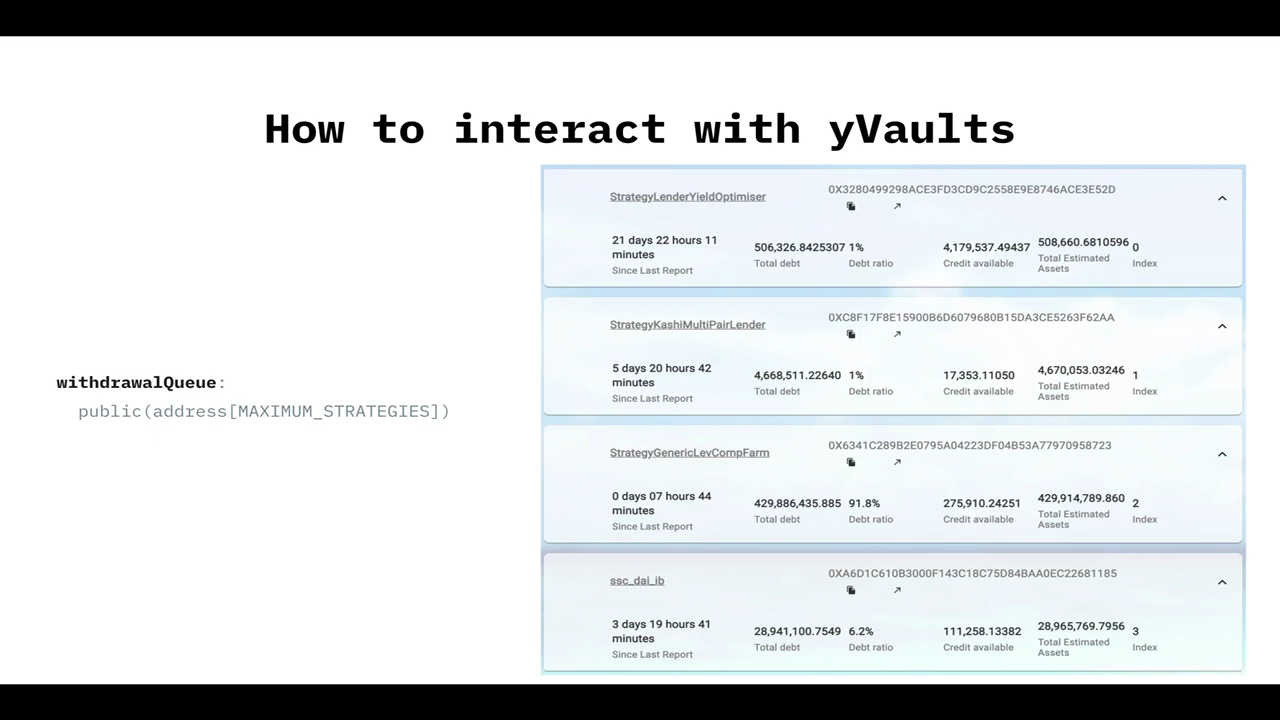 How to interact with yVaults
withdrawalQueue:
public(address[MAXIMUM_STRATEGIES])
StrategyLenderYieldOptimiser
0X3280499298ACE3FD3CD9C2558E9E8746ACE3E52D
21 days 22 hours 11
minutes
Since Last Report
506,326.8425307
Total debt
1%
Debt ratio
4,179,537.49437
Credit available
508,660.6810596
Total Estimated
Assets
0
Index
StrategyKashiMultiPairLender
0XC8F17F8E15900B6D6079680B15DA3CE5263F62AA
5 days 20 hours 42
minutes
Since Last Report
4,668,511.22640
Total debt
1%
Debt ratio
17,353.11050
Credit available
4,670,053.03246
Total Estimated
Assets
1
Index
StrategyGenericLevCompFarm
0X6341C289B2E0795A04223DF04B53A77970958723
0 days 07 hours 44
minutes
Since Last Report
429,886,435.885
Total debt
91.8%
Debt ratio
275,910.24251
Credit available
429,914,789.860
Total Estimated
Assets
2
Index
ssc_dai_ib
0XA6D1C610B3000F143C18C75D84BAA0EC22681185
3 days 19 hours 41
minutes
Since Last Report
28,941,100.7549
Total debt
6.2%
Debt ratio
111,258.13382
Credit available
28,965,769.7956
Total Estimated
Assets
3
Index